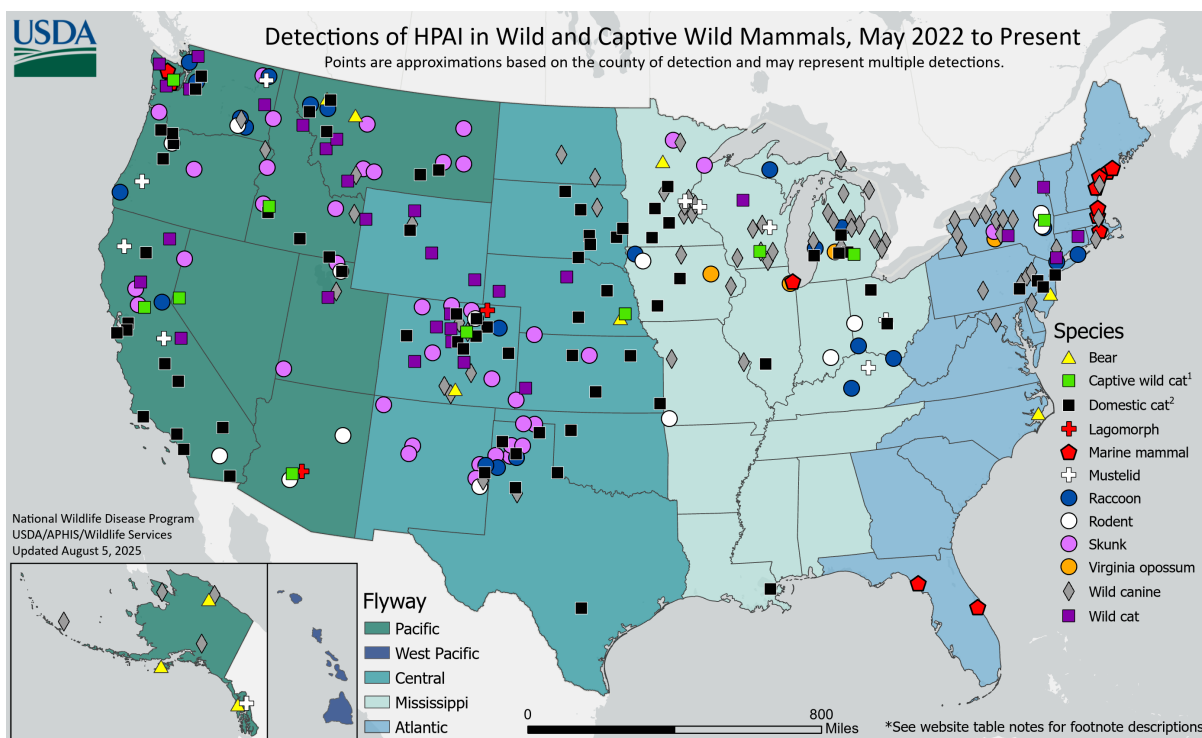 USDA
Detections of HPAI in Wild and Captive Wild Mammals, May 2022 to Present
Points are approximations based on the county of detection and may represent multiple detections.
Species
Bear
Captive wild cat1
Domestic cat2
Lagomorph
Marine mammal
Mustelid
Raccoon
Rodent
Skunk
Virginia opossum
Wild canine
Wild cat
National Wildlife Disease Program
USDA/APHIS/Wildlife Services
Updated August 5, 2025
Flyway
Pacific
West Pacific
Central
Mississippi
Atlantic
0 800
Miles
*See website table notes for footnote descriptions